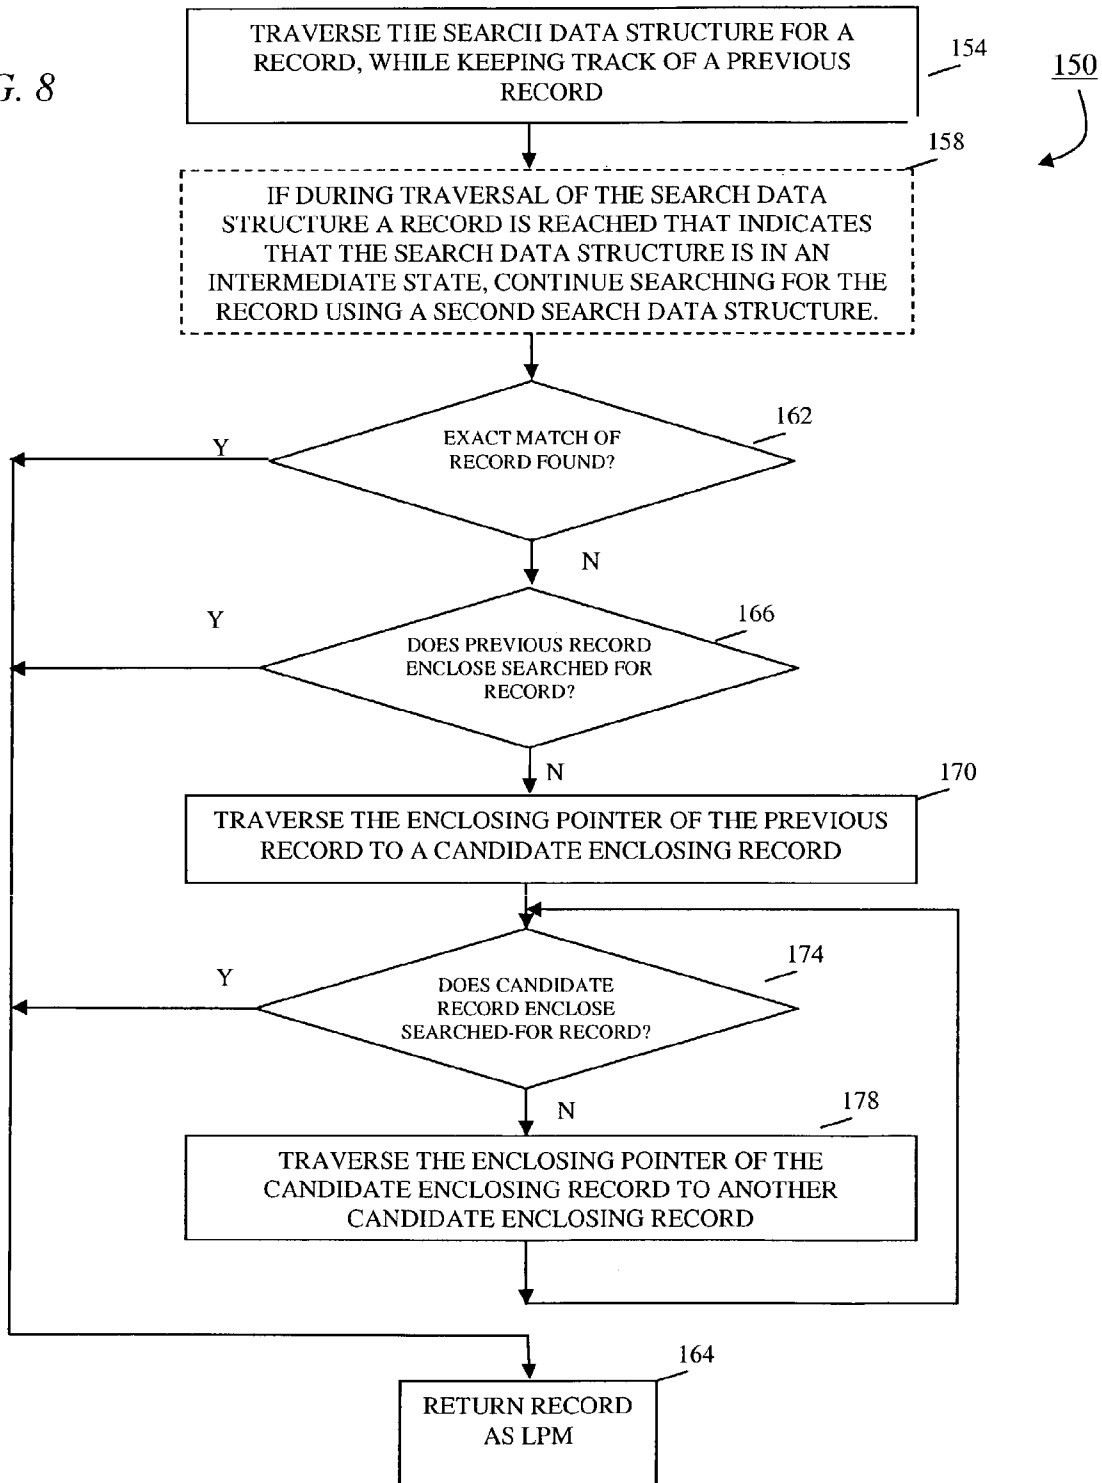 G. 8
TRAVERSE THE SEARCH DATA STRUCTURE FOR A
RECORD, WHILE KEEPING TRACK OF A PREVIOUS
RECORD
154
150
158
IF DURING TRAVERSAL OF THE SEARCH DATA
STRUCTURE A RECORD IS REACHED THAT INDICATES
THAT THE SEARCH DATA STRUCTURE IS IN AN
INTERMEDIATE STATE, CONTINUE SEARCHING FOR THE
RECORD USING A SECOND SEARCH DATA STRUCTURE.
162
EXACT MATCH OF
RECORD FOUND?
Y
N
166
Y
DOES PREVIOUS RECORD
ENCLOSE SEARCHED FOR
RECORD?
N
170
TRAVERSE THE ENCLOSING POINTER OF THE PREVIOUS
RECORD TO A CANDIDATE ENCLOSING RECORD
174
Y
DOES CANDIDATE
RECORD ENCLOSE
SEARCHED-FOR RECORD?
N
178
TRAVERSE THE ENCLOSING POINTER OF THE
CANDIDATE ENCLOSING RECORD TO ANOTHER
CANDIDATE ENCLOSING RECORD
164
RETURN RECORD
AS LPM